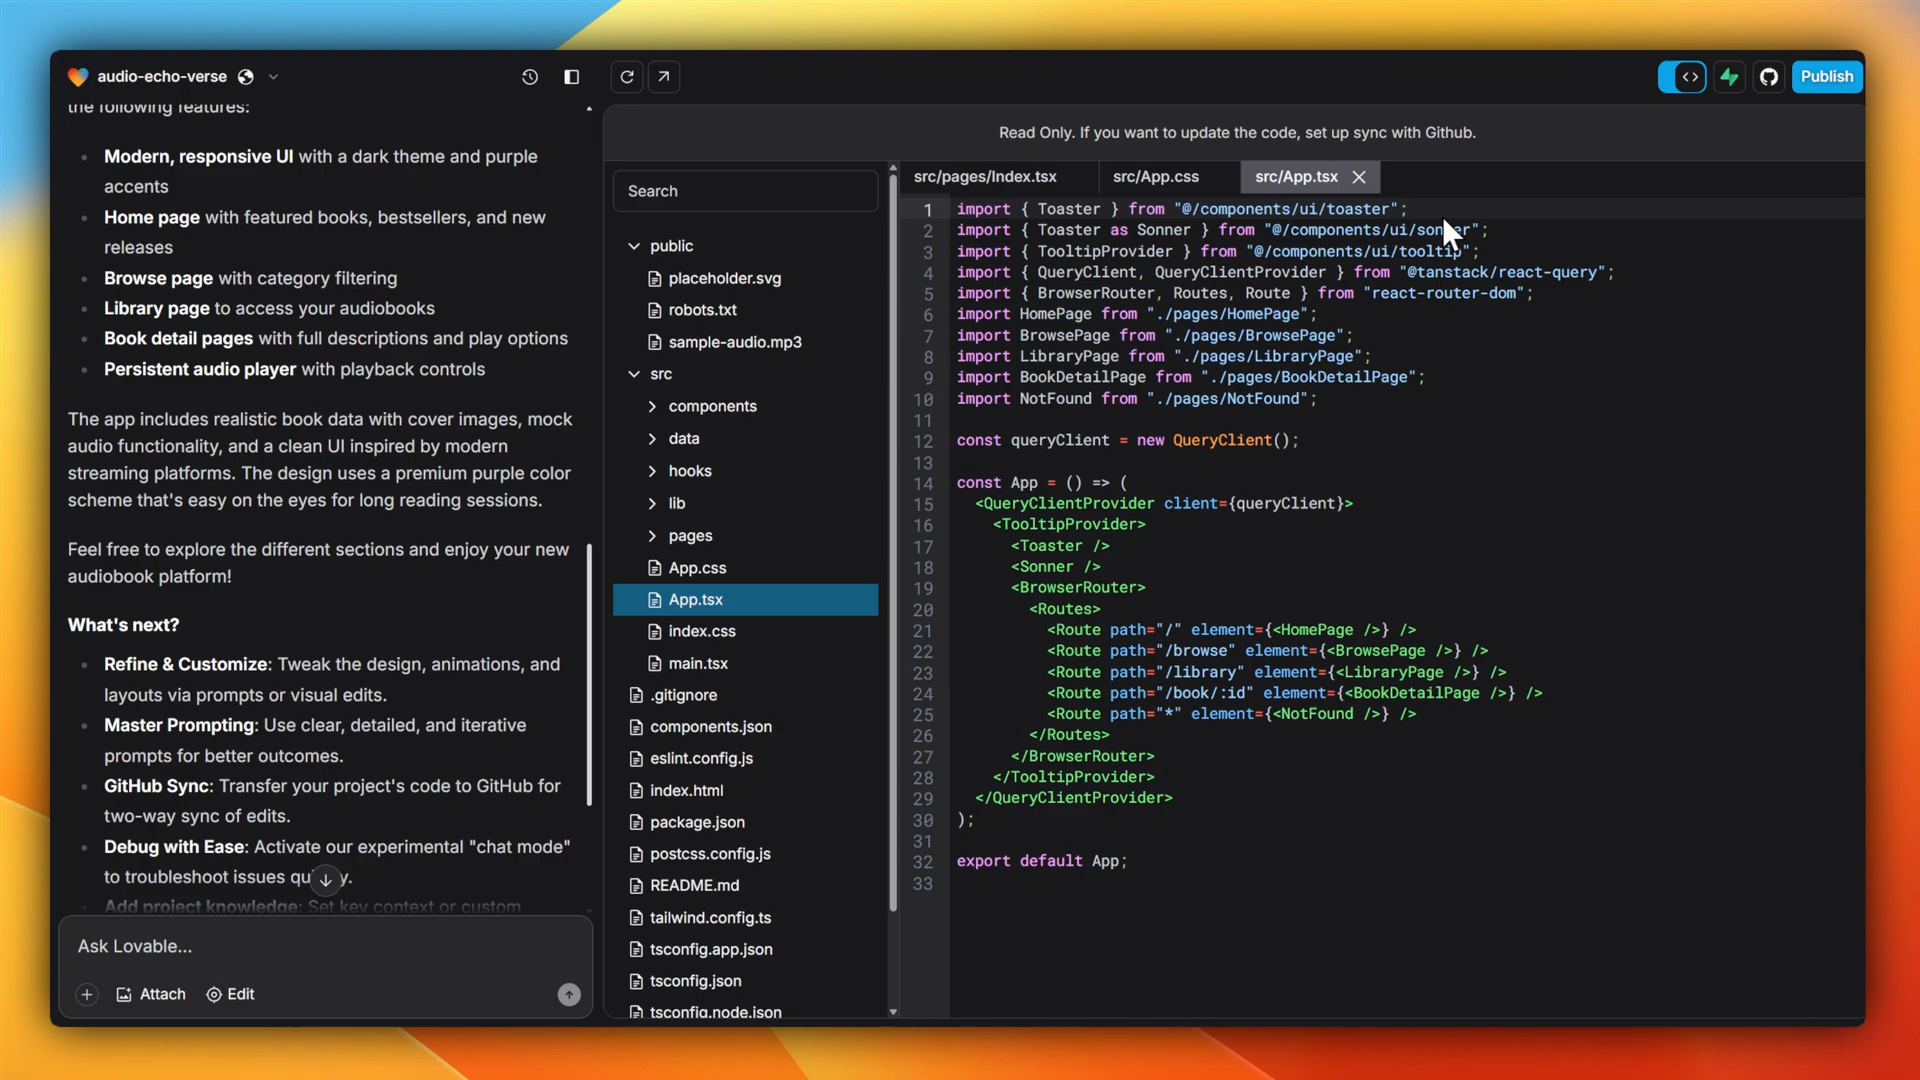 audio-echo-verse
the following features:
Modern, responsive UI with a dark theme and purple
accents
Home page with featured books, bestsellers, and new
releases
Browse page with category filtering
Library page to access your audiobooks
Book detail pages with full descriptions and play options
Persistent audio player with playback controls
The app includes realistic book data with cover images, mock
audio functionality, and a clean UI inspired by modern
streaming platforms. The design uses a premium purple color
scheme that's easy on the eyes for long reading sessions.
Feel free to explore the different sections and enjoy your new
audiobook platform!
What's next?
Refine & Customize: Tweak the design, animations, and
layouts via prompts or visual edits.
Master Prompting: Use clear, detailed, and iterative
prompts for better outcomes.
GitHub Sync: Transfer your project's code to GitHub for
two-way sync of edits.
Debug with Ease: Activate our experimental "chat mode"
to troubleshoot issues
Add project knowledge: Set key context or custom
Ask Lovable...
Attach
Edit
Publish
Read Only. If you want to update the code, set up sync with Github.
Search
public
placeholder.svg
robots.txt
sample-audio.mp3
src
components
data
hooks
lib
pages
App.css
App.tsx
index.css
main.tsx
.gitignore
components.json
eslint.config.js
index.html
package.json
postcss.config.js
README.md
tailwind.config.ts
tsconfig.app.json
tsconfig.json
tsconfig.node.json
src/pages/Index.tsx
src/App.css
src/App.tsx
1 import { Toaster } from "@/components/ui/toaster";
2 import { Toaster as Sonner } from "@/components/ui/sonner";
3 import { TooltipProvider } from "@/components/ui/tooltip";
4 import { QueryClient, QueryClientProvider } from "@tanstack/react-query";
5 import { BrowserRouter, Routes, Route } from "react-router-dom";
6 import HomePage from "./pages/HomePage";
7 import BrowsePage from "./pages/BrowsePage";
8 import LibraryPage from "./pages/LibraryPage";
9 import BookDetailPage from "./pages/BookDetailPage";
10 import NotFound from "./pages/NotFound";
11
12 const queryClient = new QueryClient();
13
14 const App = () => (
15 <QueryClientProvider client={queryClient}>
16 <TooltipProvider>
17 <Toaster />
18 <Sonner />
19 <BrowserRouter>
20 <Routes>
21 <Route path="/" element={<HomePage />} />
22 <Route path="/browse" element={<BrowsePage />} />
23 <Route path="/library" element={<LibraryPage />} />
24 <Route path="/book/:id" element={<BookDetailPage />} />
25 <Route path="*" element={<NotFound />} />
26 </Routes>
27 </BrowserRouter>
28 </TooltipProvider>
29 </QueryClientProvider>
30 );
31
32 export default App;
33